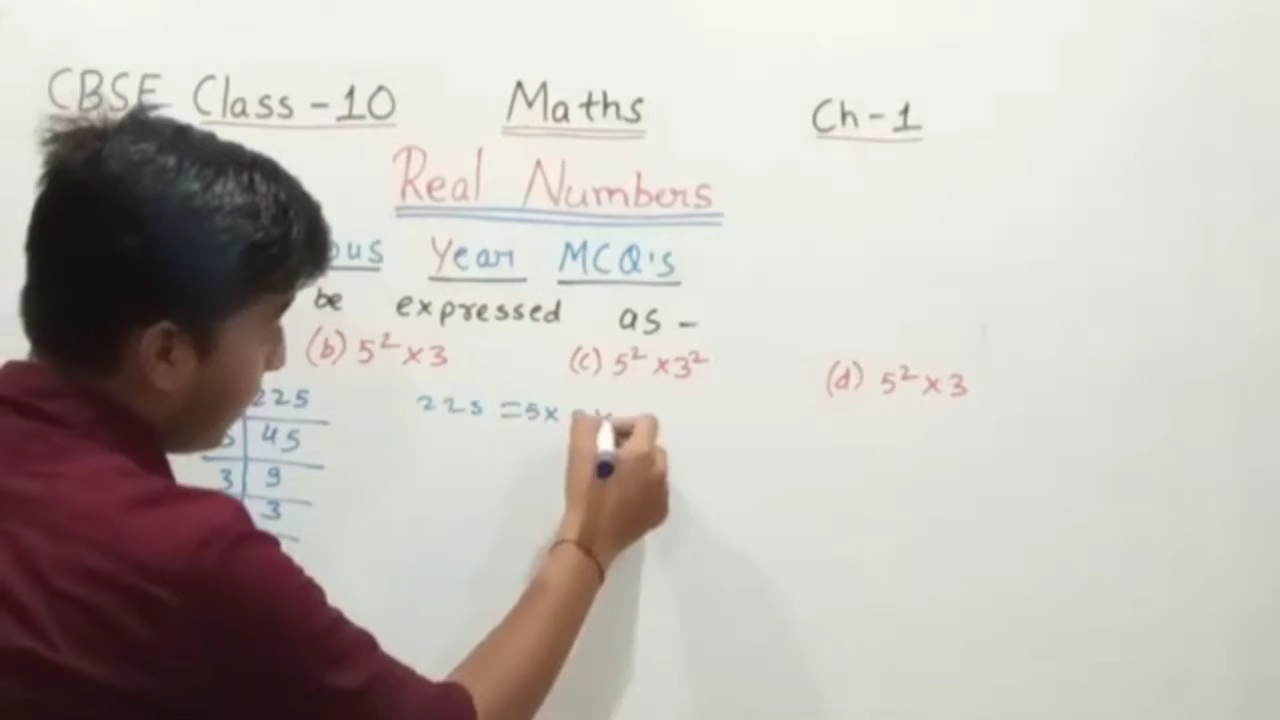 CBSE Class-10 Maths Ch-1
Real Numbers
Year MCQ's
be expressed as -
(b) 5²×3 (c) 5²×3² (d) 5²×3
225 225 =5×
45
3 9
3